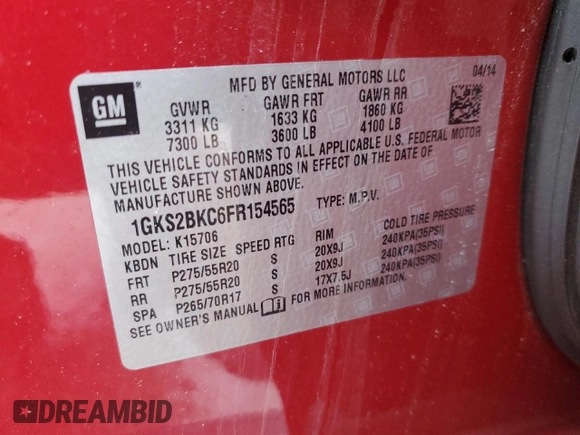 GM
MFD BY GENERAL MOTORS LLC 04/14
GVWR GAWR FRT GAWR RR
3311 KG 1633 KG 1860 KG
7300 LB 3600 LB 4100 LB
THIS VEHICLE CONFORMS TO ALL APPLICABLE U.S. FEDERAL MOTOR
VEHICLE SAFETY STANDARDS IN EFFECT ON THE DATE OF
MANUFACTURE SHOWN ABOVE.
1GKS2BKC6FR154565 TYPE: M.P.V.
MODEL: K15706
KBDN TIRE SIZE SPEED RTG RIM COLD TIRE PRESSURE
FRT P275/55R20 S 20X9J 240KPA(35PSI)
RR P275/55R20 S 20X9J 240KPA(35PSI)
SPA P265/70R17 S 17X7.5J 240KPA(35PSI)
SEE OWNER'S MANUAL FOR MORE INFORMATION.
DREAMBID